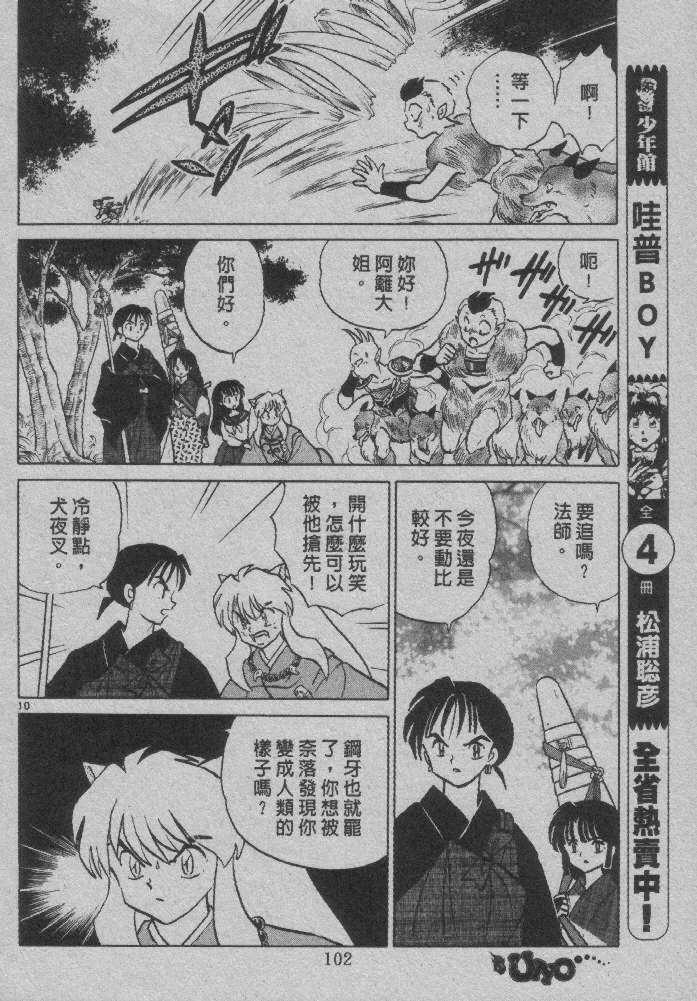 啊！
等一下
……
呃！
妳好！
阿籬大
姐。
你們好。
要追嗎？
法師。
今夜還是
不要動比
較好。
開什麼玩笑
，怎麼可以
被他搶先！
冷靜點，
犬夜叉。
鋼牙也就罷
了，你想被
奈落發現你
變成人類的
樣子嗎？
10
102
少年館
哇普BOY
全
4
冊
松浦聡彦
全省熱賣中！
UNO